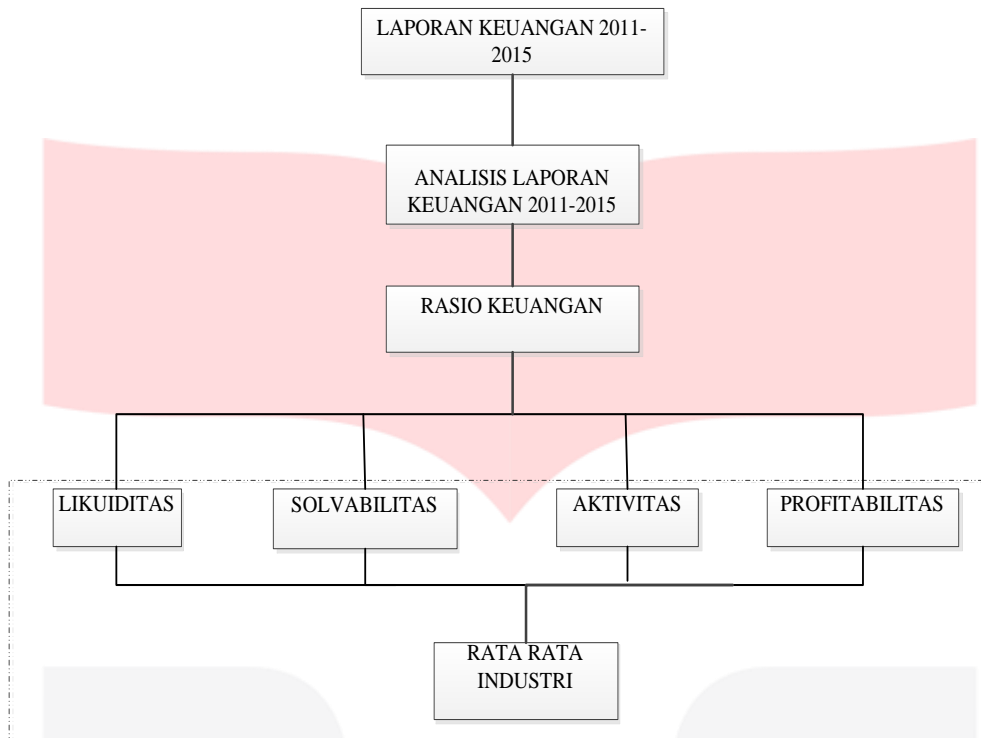 LAPORAN KEUANGAN 2011-
2015
ANALISIS LAPORAN
KEUANGAN 2011-2015
RASIO KEUANGAN
LIKUIDITAS
SOLVABILITAS
AKTIVITAS
PROFITABILITAS
RATA RATA
INDUSTRI